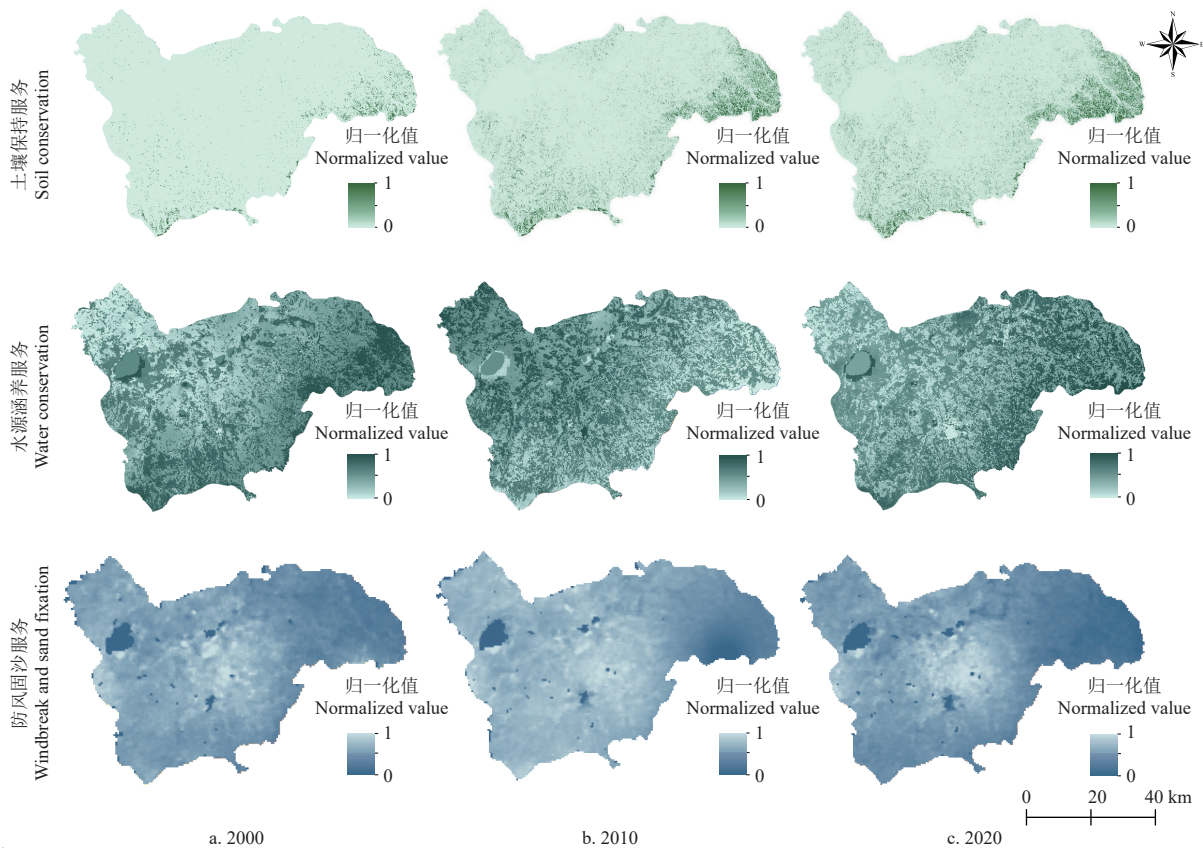 N
W
E
S
土壤保持服务
Soil conservation
归一化值
Normalized value
1
0
归一化值
Normalized value
1
0
归一化值
Normalized value
1
0
水源涵养服务
Water conservation
归一化值
Normalized value
1
0
归一化值
Normalized value
1
0
归一化值
Normalized value
1
0
防风固沙服务
Windbreak and sand fixation
归一化值
Normalized value
1
0
归一化值
Normalized value
1
0
归一化值
Normalized value
1
0
0 20 40 km
a. 2000
b. 2010
c. 2020